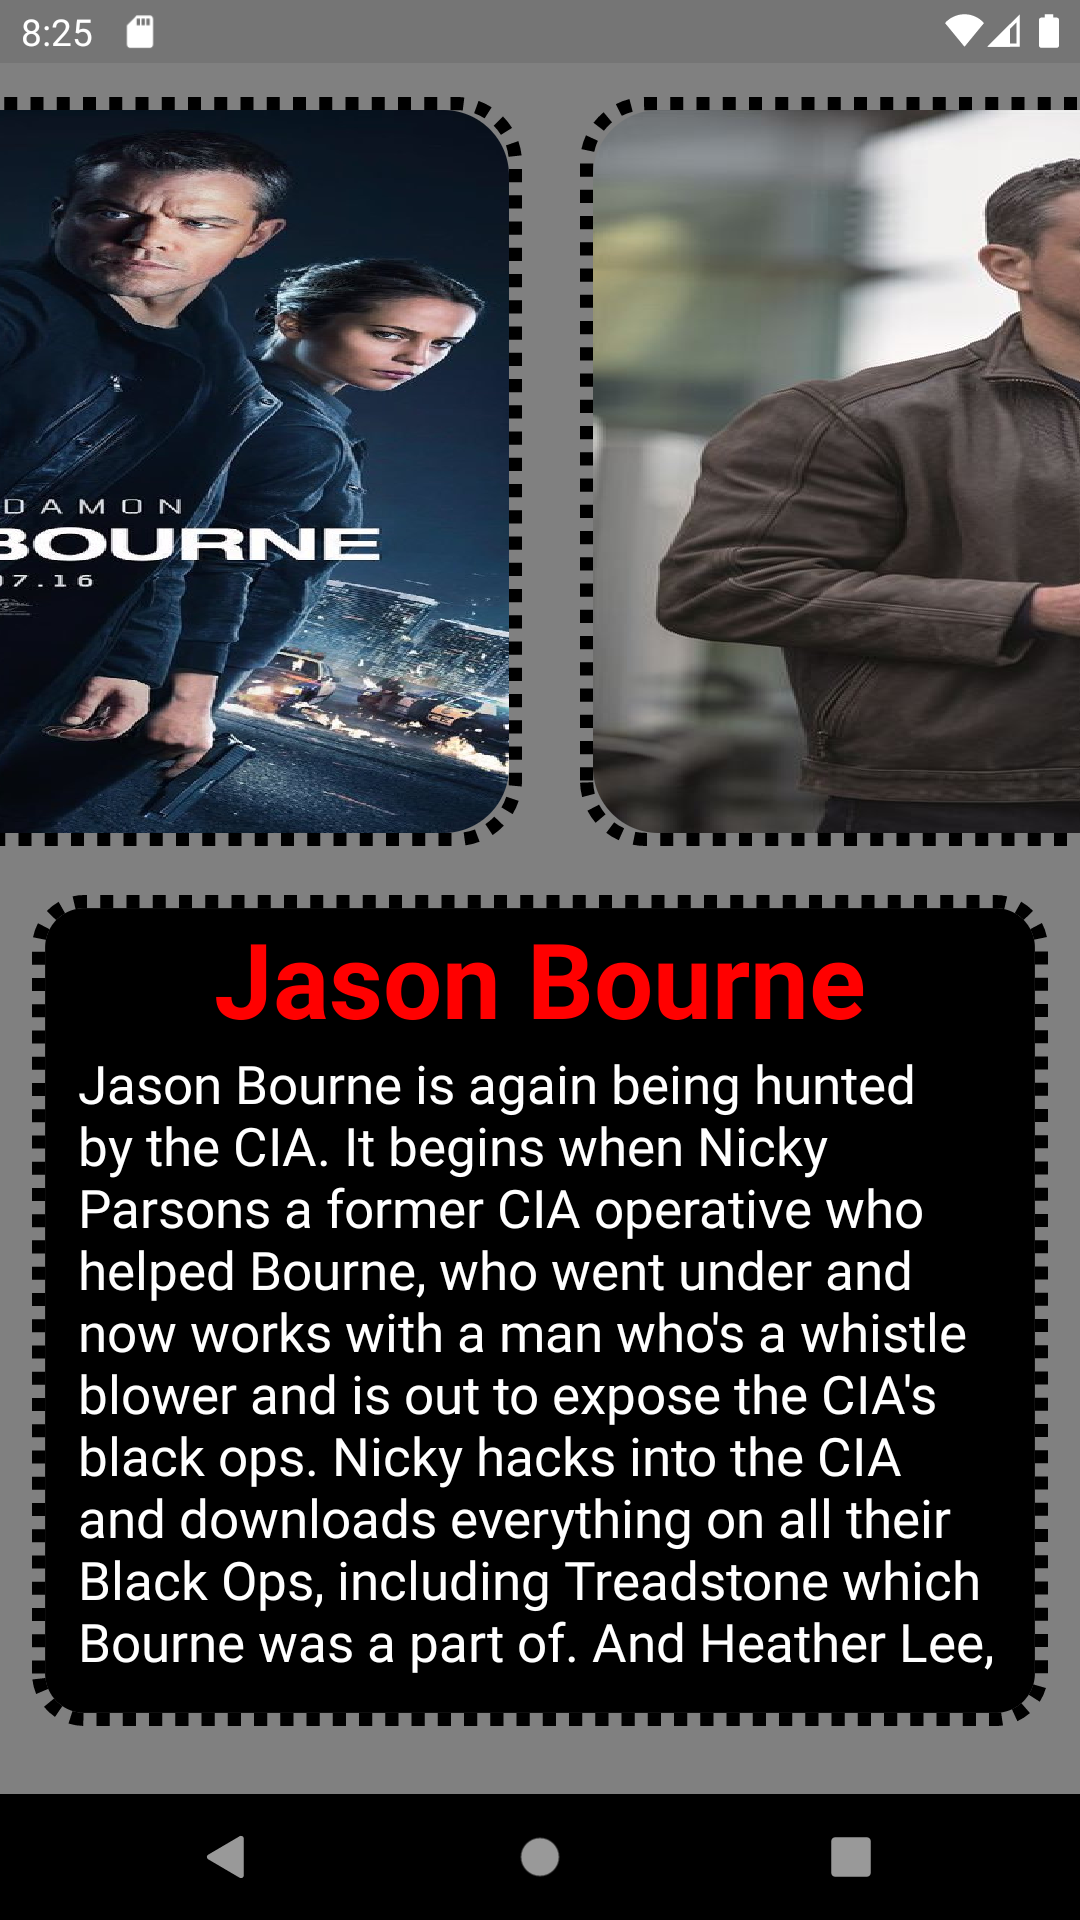 8:25
DAMON
BOURNE
07.16
Jason Bourne
Jason Bourne is again being hunted
by the CIA. It begins when Nicky
Parsons a former CIA operative who
helped Bourne, who went under and
now works with a man who's a whistle
blower and is out to expose the CIA's
black ops. Nicky hacks into the CIA
and downloads everything on all their
Black Ops, including Treadstone which
Bourne was a part of. And Heather Lee,